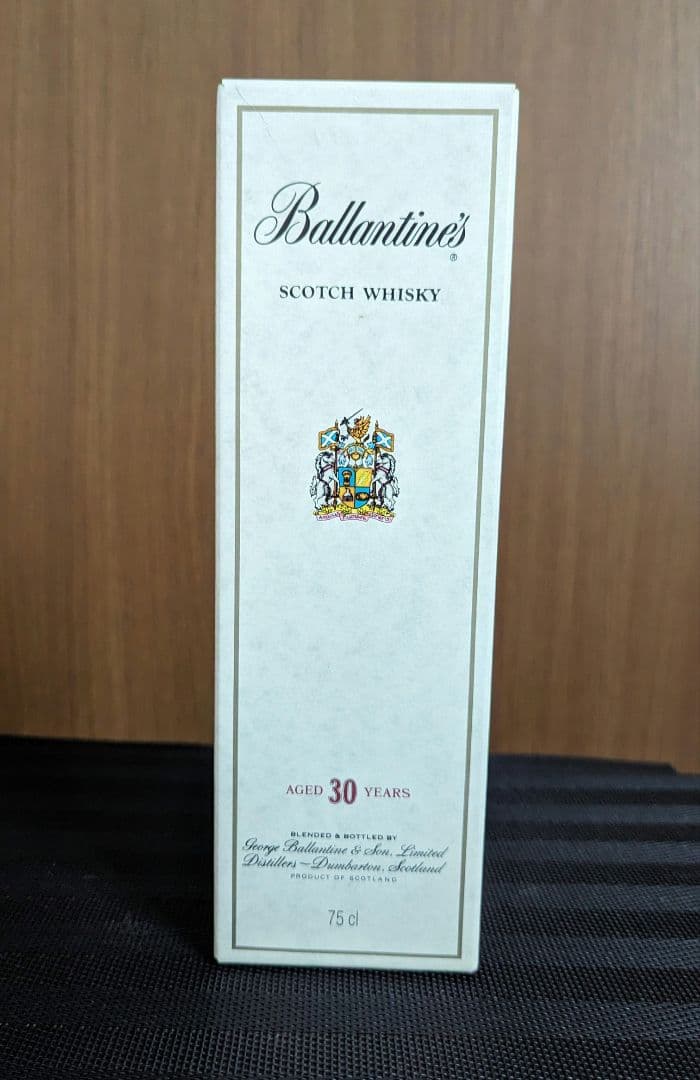 Ballantine's
®
SCOTCH WHISKY
AGED 30 YEARS
BLENDED & BOTTLED BY
George Ballantine & Son, Limited
Distillers — Dumbarton, Scotland
PRODUCT OF SCOTLAND
75 cl